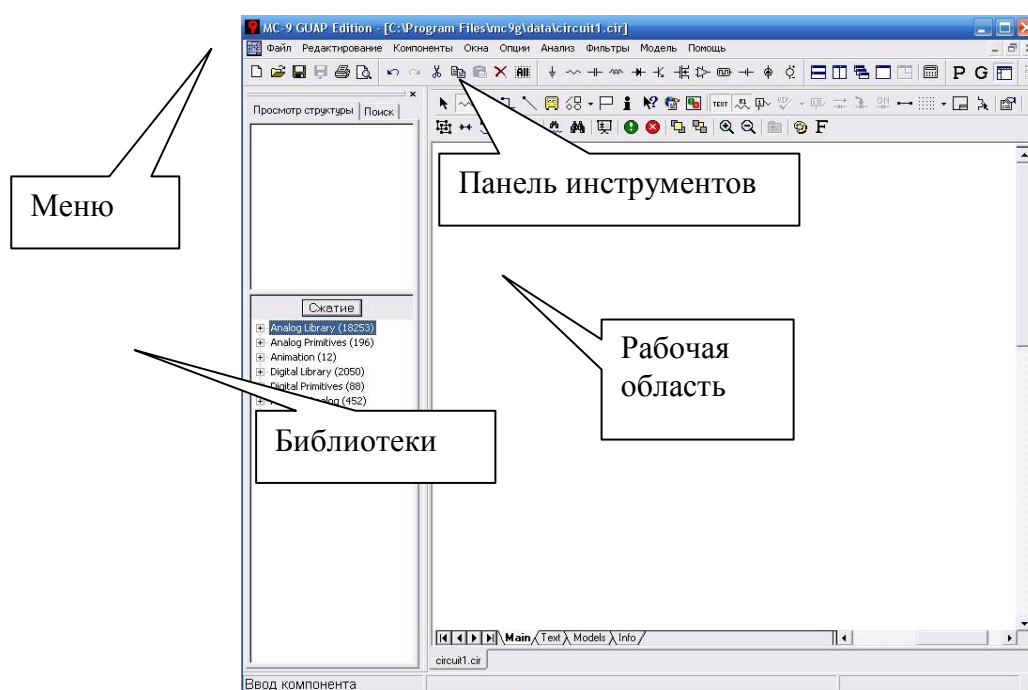 MC-9 GUAP Edition - [C:\Program Files\mc9g\data\circuit1.cir]
Файл Редактирование Компоненты Окна Опции Анализ Фильтры Модель Помощь
P G
Просмотр структуры Поиск
TEXT
F
Меню
Панель инструментов
Сжатие
Analog Library (18253)
Analog Primitives (196)
Animation (12)
Digital Library (2050)
Digital Primitives (88)
(452)
Рабочая
область
Библиотеки
Main Text Models Info
circuit1.cir
Ввод компонента